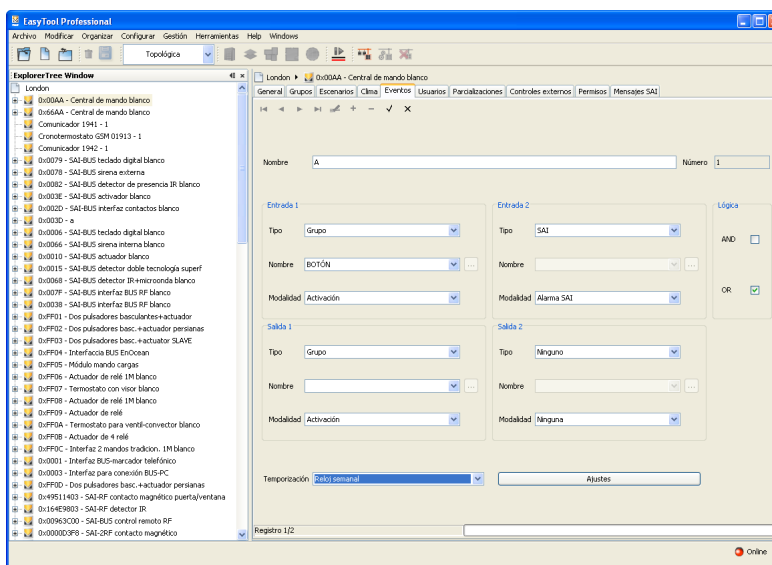 EasyTool Professional
Archivo Modificar Organizar Configurar Gestión Herramientas Help Windows
Topológica
ExplorerTree Window
London
0x00AA - Central de mando blanco
0x66AA - Central de mando blanco
Comunicador 1941 - 1
Cronotermostato GSM 01913 - 1
Comunicador 1942 - 1
0x0079 - SAI-BUS teclado digital blanco
0x0078 - SAI-BUS sirena externa
0x0082 - SAI-BUS detector de presencia IR blanco
0x003E - SAI-BUS activador blanco
0x002D - SAI-BUS interfaz contactos blanco
0x003D - a
0x0006 - SAI-BUS teclado digital blanco
0x0066 - SAI-BUS sirena interna blanco
0x0010 - SAI-BUS actuador blanco
0x0015 - SAI-BUS detector doble tecnología superf
0x0068 - SAI-BUS detector IR+microonda blanco
0x007F - SAI-BUS interfaz BUS RF blanco
0x0038 - SAI-BUS interfaz BUS RF blanco
0xFF01 - Dos pulsadores basculantes+actuador
0xFF02 - Dos pulsadores basc.+actuador persianas
0xFF03 - Dos pulsadores basc.+actuator SLAVE
0xFF04 - Interfaccia BUS EnOcean
0xFF05 - Módulo mando cargas
0xFF06 - Actuador de relé 1M blanco
0xFF07 - Termostato con visor blanco
0xFF08 - Actuador de relé 1M blanco
0xFF09 - Actuador de relé
0xFF0A - Termostato para ventil-convector blanco
0xFF0B - Actuador de 4 relé
0xFF0C - Interfaz 2 mandos tradicion. 1M blanco
0x0001 - Interfaz BUS-marcador telefónico
0x0003 - Interfaz para conexión BUS-PC
0xFF0D - Dos pulsadores basc.+actuador persianas
0x49511403 - SAI-RF contacto magnético puerta/ventana
0x164E9803 - SAI-RF detector IR
0x00963C00 - SAI-BUS control remoto RF
0x0000D3F8 - SAI-2RF contacto magnético
London 0x00AA - Central de mando blanco
General Grupos Escenarios Clima Eventos Usuarios Parcializaciones Controles externos Permisos Mensajes SAI
Nombre A Número 1
Entrada 1
Tipo Grupo
Nombre BOTÓN ...
Modalidad Activación
Entrada 2
Tipo SAI
Nombre ...
Modalidad Alarma SAI
Lógica
AND
OR
Salida 1
Tipo Grupo
Nombre ...
Modalidad Activación
Salida 2
Tipo Ninguno
Nombre ...
Modalidad Ninguna
Temporización Reloj semanal Ajustes
Registro 1/2
Online